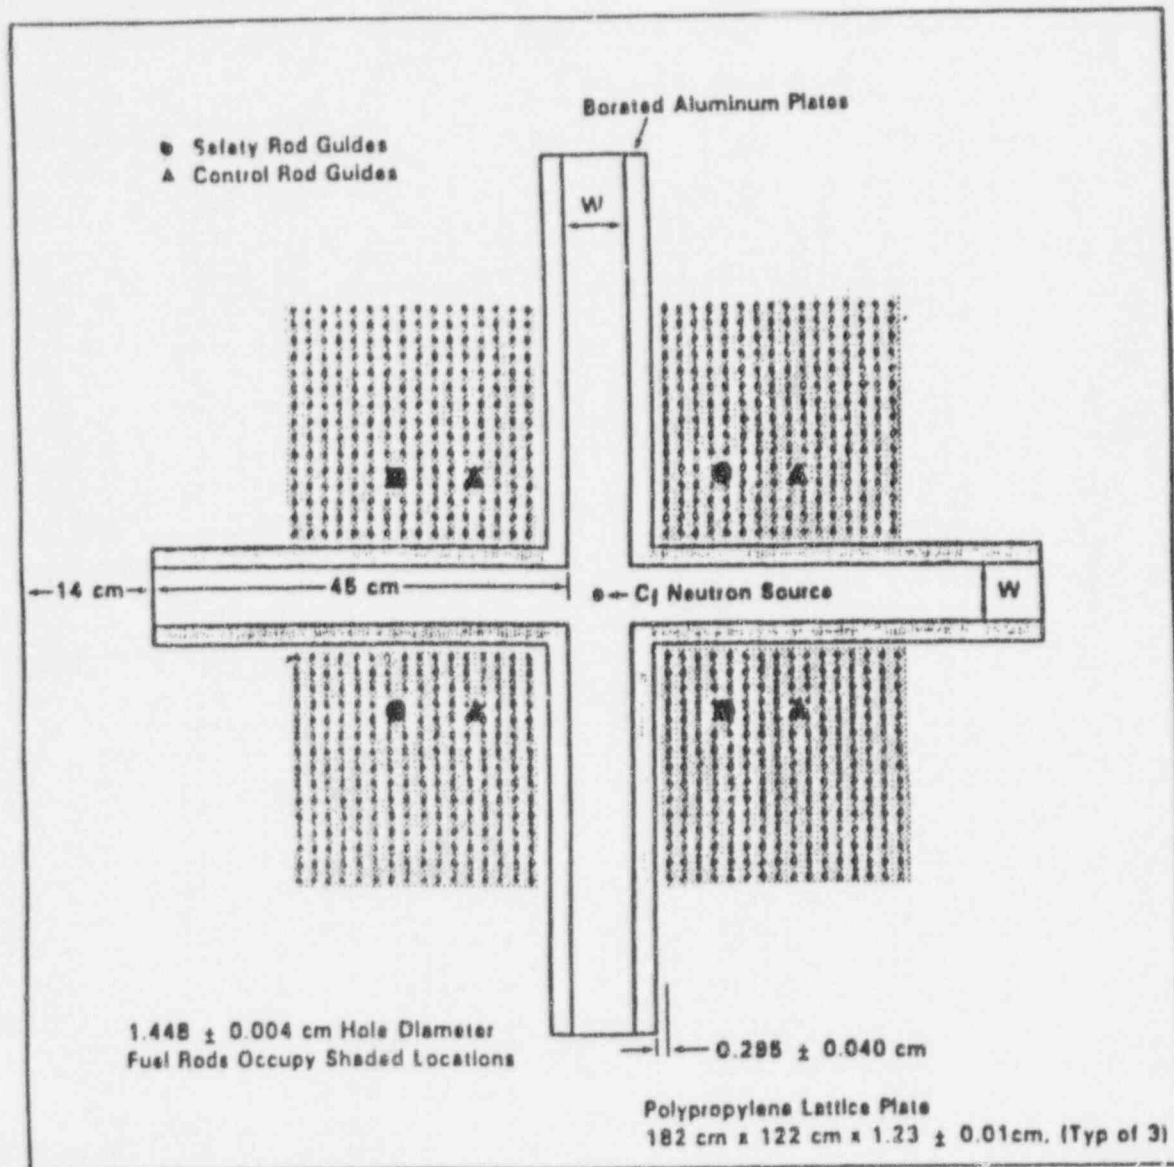 Borated Aluminum Plates
Safety Rod Guides
Control Rod Guides
W
14 cm
45 cm
Cf Neutron Source
W
1.448 ± 0.004 cm Hole Diameter
Fuel Rods Occupy Shaded Locations
0.295 ± 0.040 cm
Polypropylene Lattice Plate
182 cm x 122 cm x 1.23 ± 0.01cm. (Typ of 3)